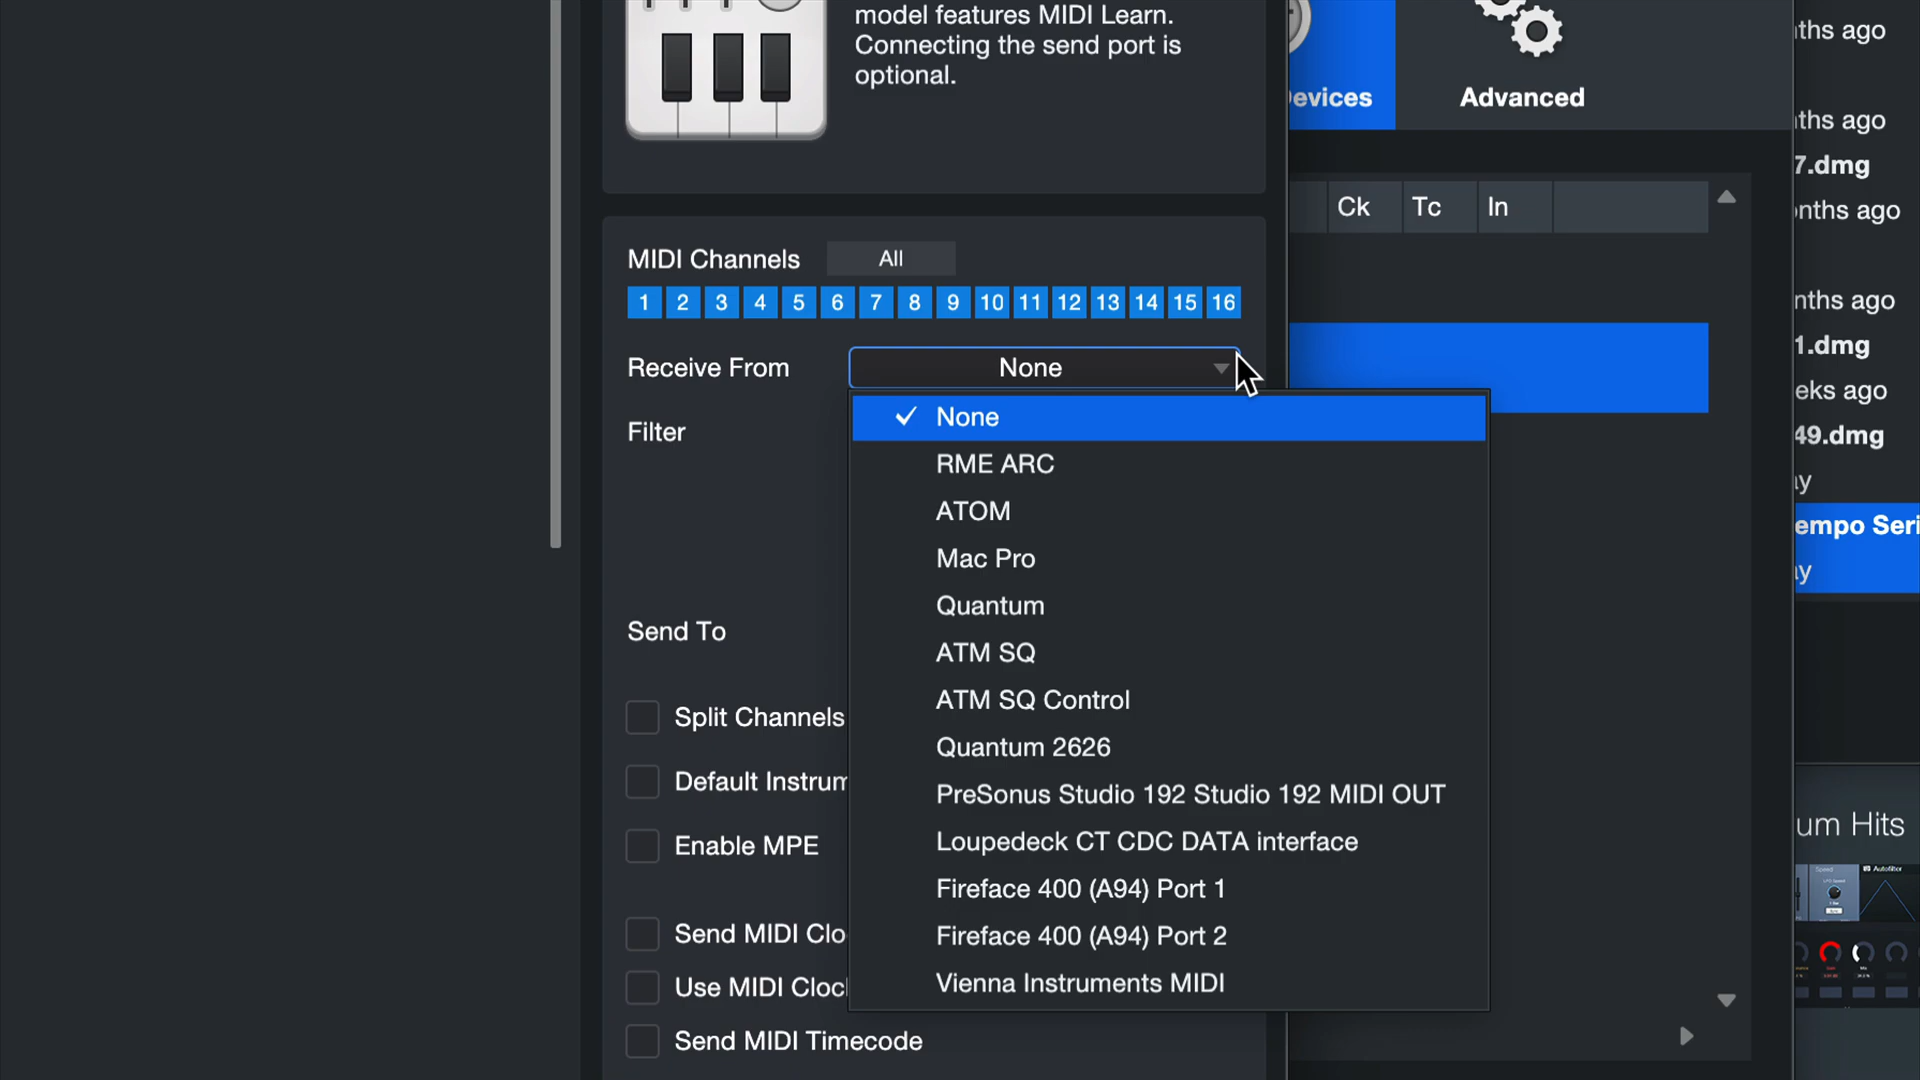 model features MIDI Learn.
Connecting the send port is
optional.
evices
Advanced
ths ago
ths ago
7.dmg
nths ago
Ck
Tc
In
MIDI Channels
All
1 2 3 4 5 6 7 8 9 10 11 12 13 14 15 16
nths ago
1.dmg
Receive From
None
eks ago
Filter
49.dmg
None
RME ARC
ATOM
Mac Pro
Quantum
ATM SQ
ATM SQ Control
Quantum 2626
PreSonus Studio 192 Studio 192 MIDI OUT
Loupedeck CT CDC DATA interface
Fireface 400 (A94) Port 1
Fireface 400 (A94) Port 2
Vienna Instruments MIDI
ay
empo Seri
ay
Send To
Split Channels
Default Instrum
Enable MPE
Send MIDI Clo
Use MIDI Cloc
Send MIDI Timecode
um Hits
Speed
Autofilter